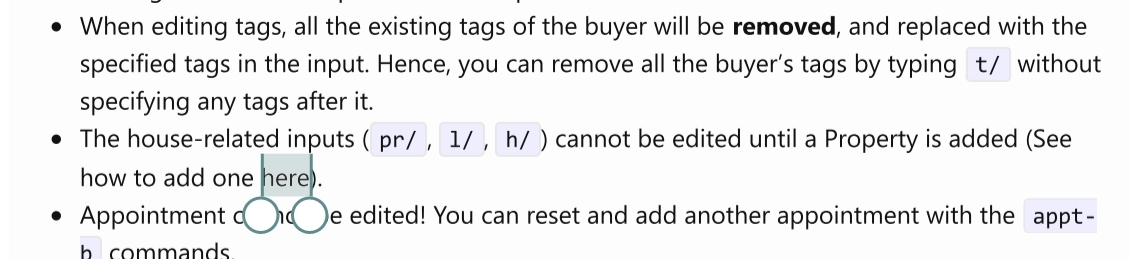 When editing tags, all the existing tags of the buyer will be removed, and replaced with the
specified tags in the input. Hence, you can remove all the buyer's tags by typing t/ without
specifying any tags after it.
The house-related inputs ( pr/ , l/ , h/ ) cannot be edited until a Property is added (See
how to add one here).
Appointment edited! You can reset and add another appointment with the appt-
b commands.